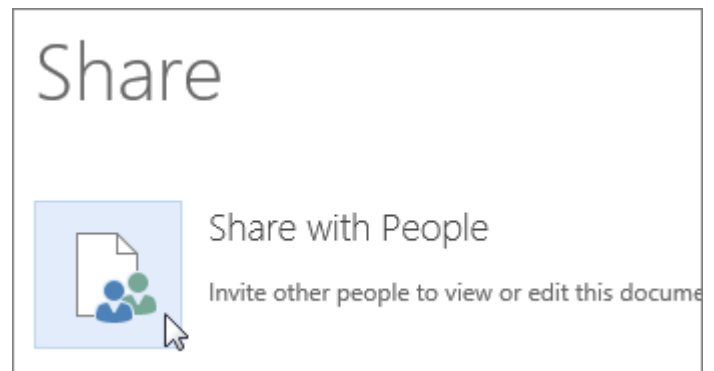 Share
Share with People
Invite other people to view or edit this docume